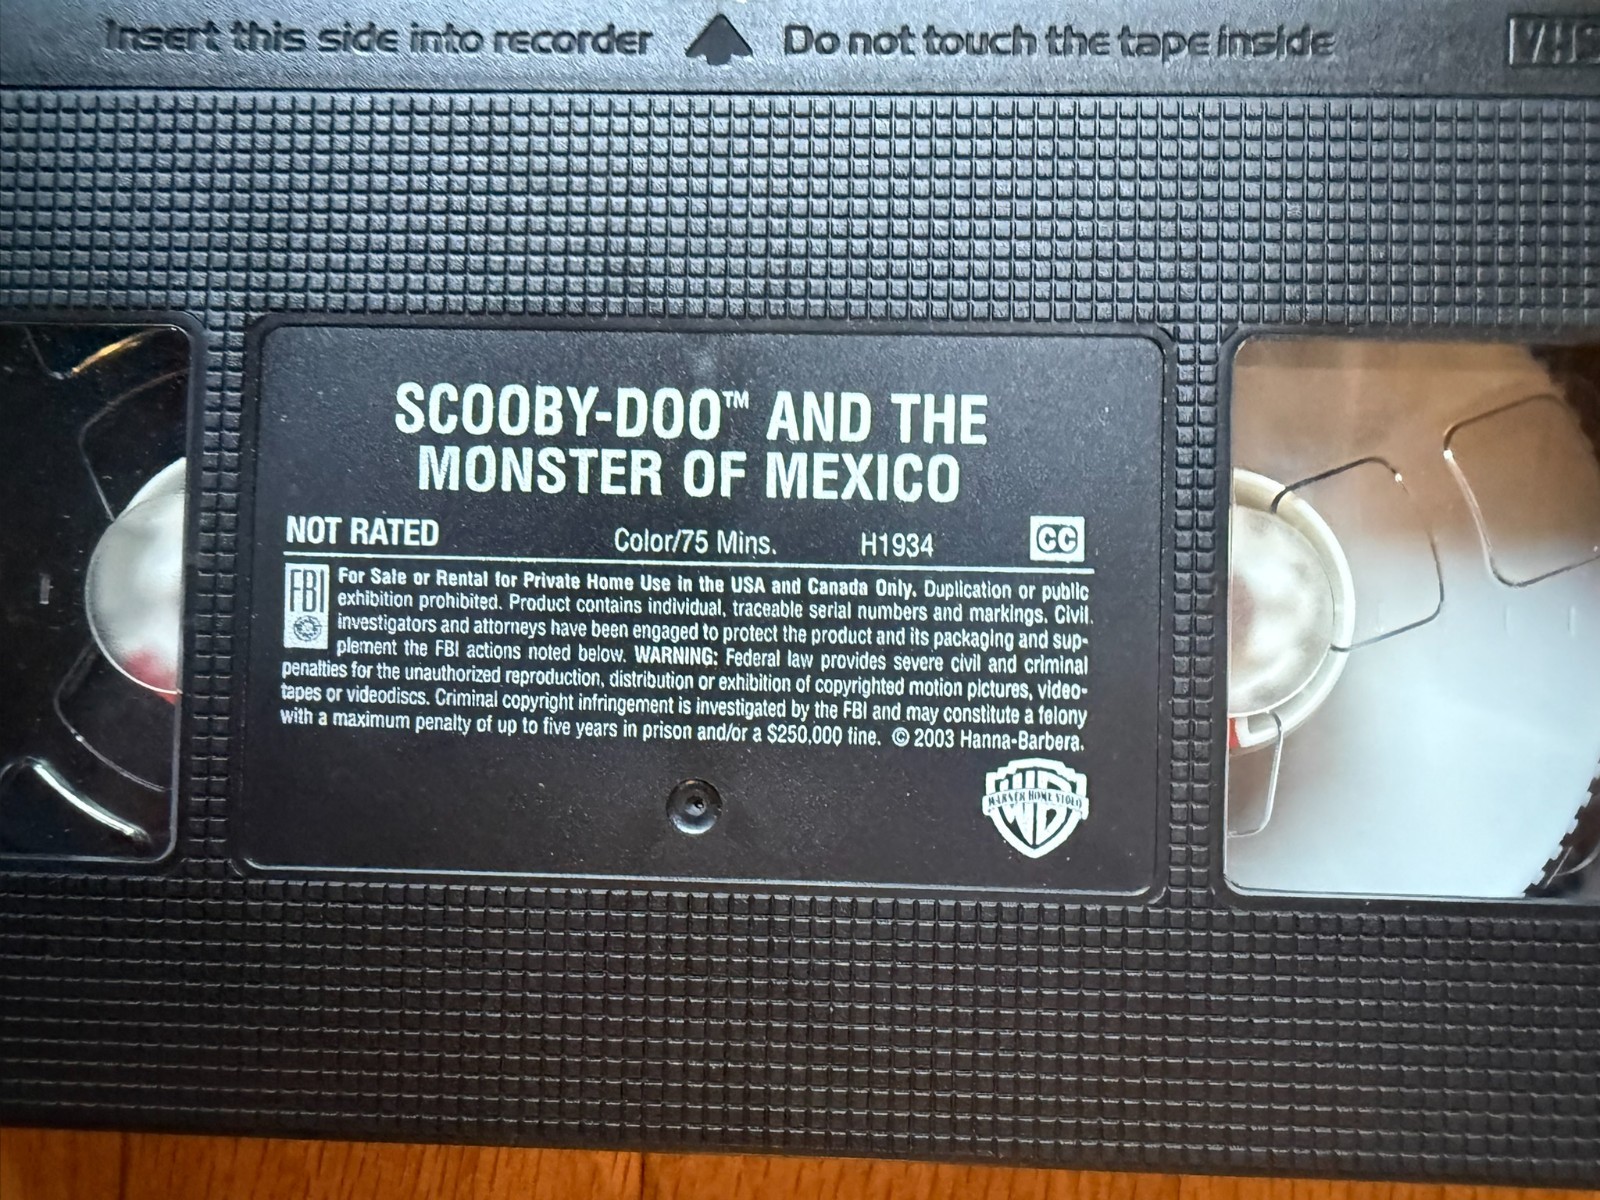 Insert this side into recorder Do not touch the tape inside VHS
SCOOBY-DOO™ AND THE
MONSTER OF MEXICO
NOT RATED Color/75 Mins. H1934 CC
FBI For Sale or Rental for Private Home Use in the USA and Canada Only. Duplication or public
exhibition prohibited. Product contains individual, traceable serial numbers and markings. Civil
investigators and attorneys have been engaged to protect the product and its packaging and sup-
plement the FBI actions noted below. WARNING: Federal law provides severe civil and criminal
penalties for the unauthorized reproduction, distribution or exhibition of copyrighted motion pictures, video-
tapes or videodiscs. Criminal copyright infringement is investigated by the FBI and may constitute a felony
with a maximum penalty of up to five years in prison and/or a $250,000 fine. © 2003 Hanna-Barbera.
WARNER HOME VIDEO